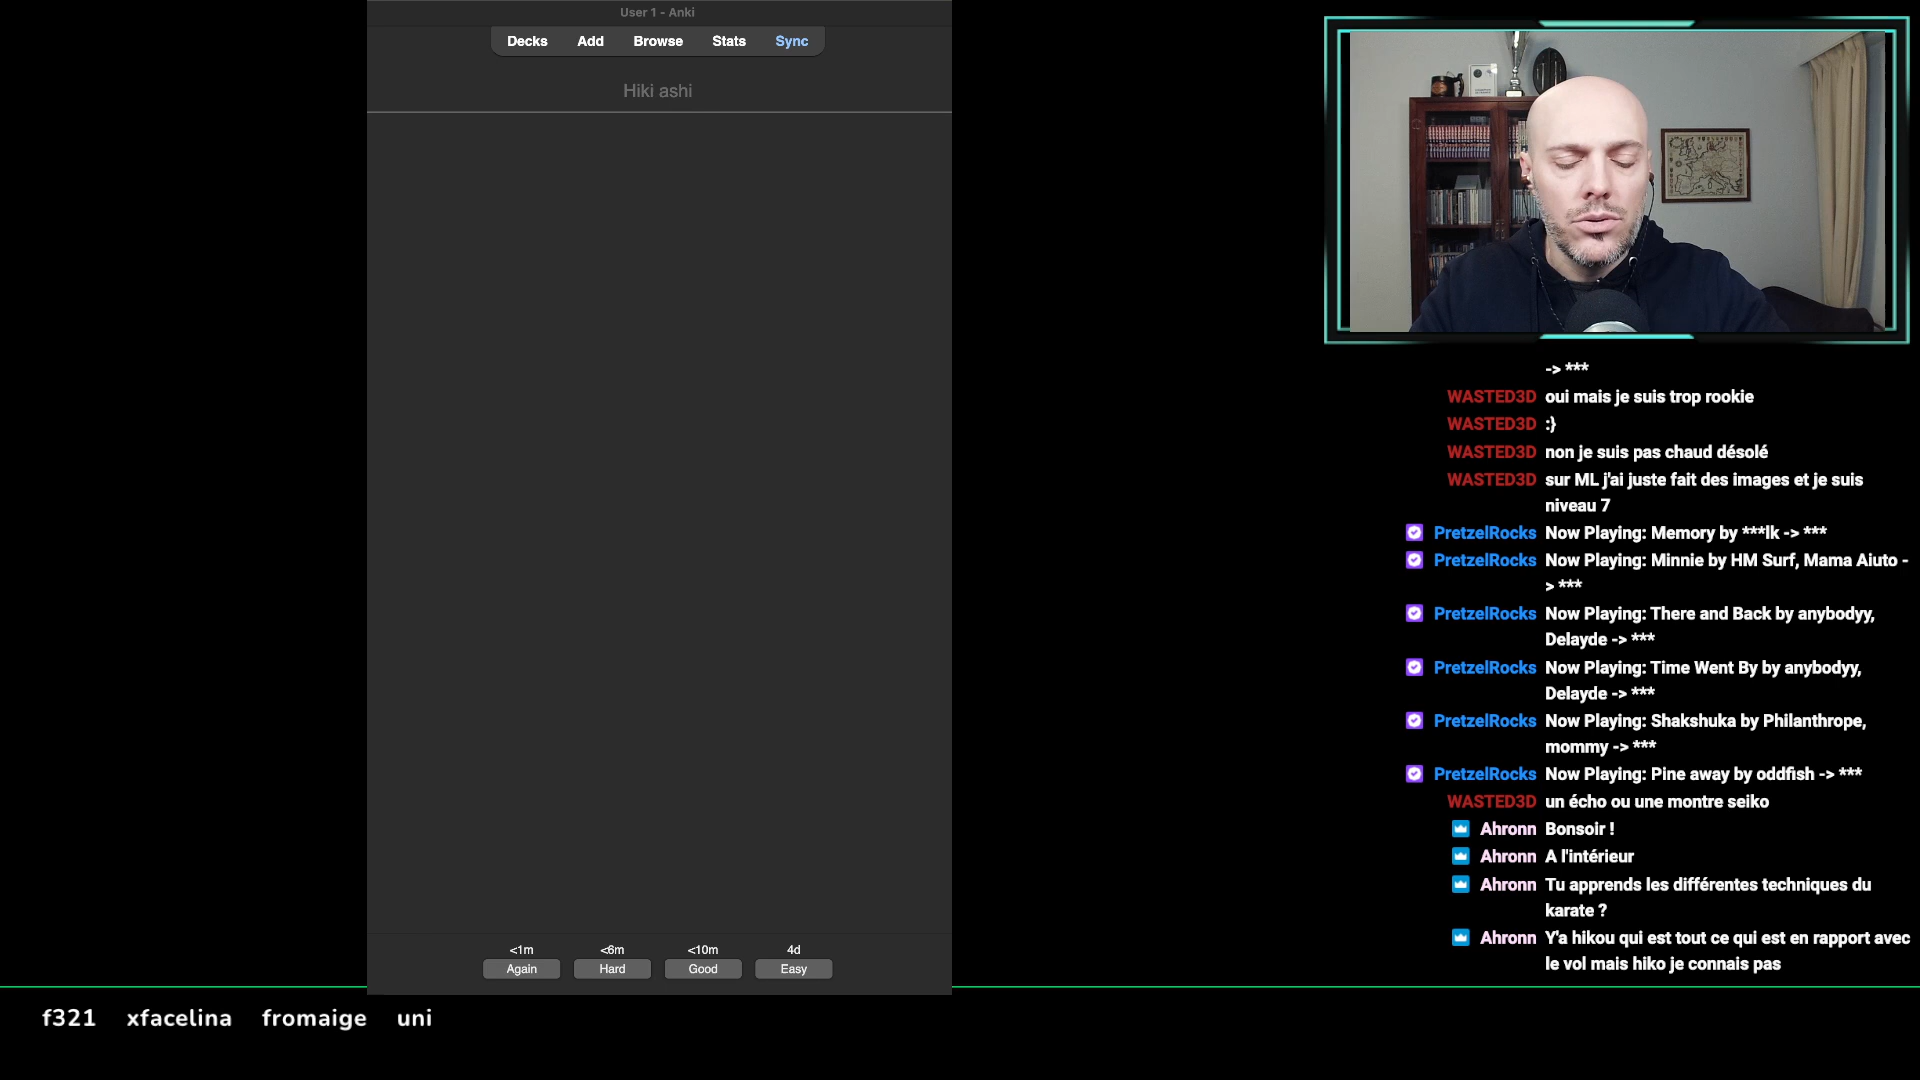 User 1 - Anki
Decks Add Browse Stats Sync
Hiki ashi
<1m <6m <10m 4d
Again Hard Good Easy
-> ***
WASTED3D oui mais je suis trop rookie
WASTED3D :}
WASTED3D non je suis pas chaud désolé
WASTED3D sur ML j'ai juste fait des images et je suis
niveau 7
PretzelRocks Now Playing: Memory by ***lk -> ***
PretzelRocks Now Playing: Minnie by HM Surf, Mama Aiuto -
> ***
PretzelRocks Now Playing: There and Back by anybodyy,
Delayde -> ***
PretzelRocks Now Playing: Time Went By by anybodyy,
Delayde -> ***
PretzelRocks Now Playing: Shakshuka by Philanthrope,
mommy -> ***
PretzelRocks Now Playing: Pine away by oddfish -> ***
WASTED3D un écho ou une montre seiko
Ahronn Bonsoir !
Ahronn A l'intérieur
Ahronn Tu apprends les différentes techniques du
karate ?
Ahronn Y'a hikou qui est tout ce qui est en rapport avec
le vol mais hiko je connais pas
f321 xfacelina fromaige uni